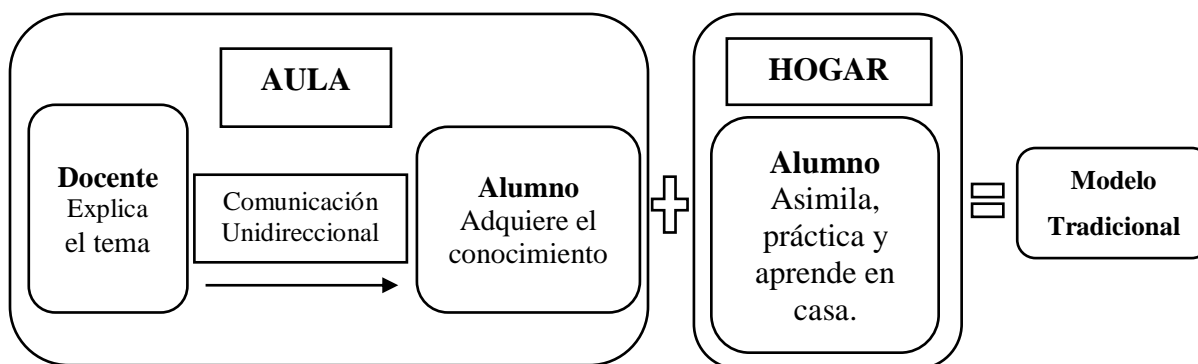 AULA
Docente
Explica
el tema
Comunicación
Unidireccional
Alumno
Adquiere el
conocimiento
HOGAR
Alumno
Asimila,
práctica y
aprende en
casa.
Modelo
Tradicional